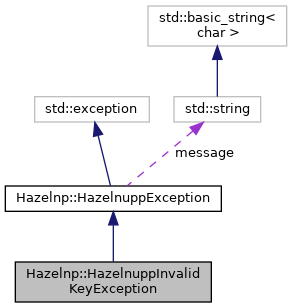 std::basic_string<
char >
std::exception
std::string
message
Hazelnp::HazelnuppException
Hazelnp::HazelnuppInvalid
KeyException